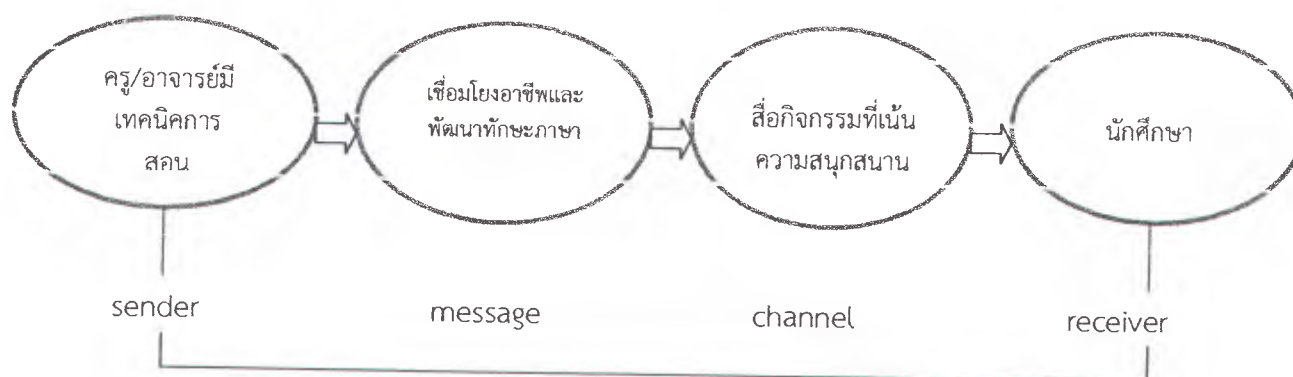 ครู/อาจารย์มี
เทคนิคการ
สอน
เชื่อมโยงอาชีพและ
พัฒนาทักษะภาษา
สื่อกิจกรรมที่เน้น
ความสนุกสนาน
นักศึกษา
sender
message
channel
receiver